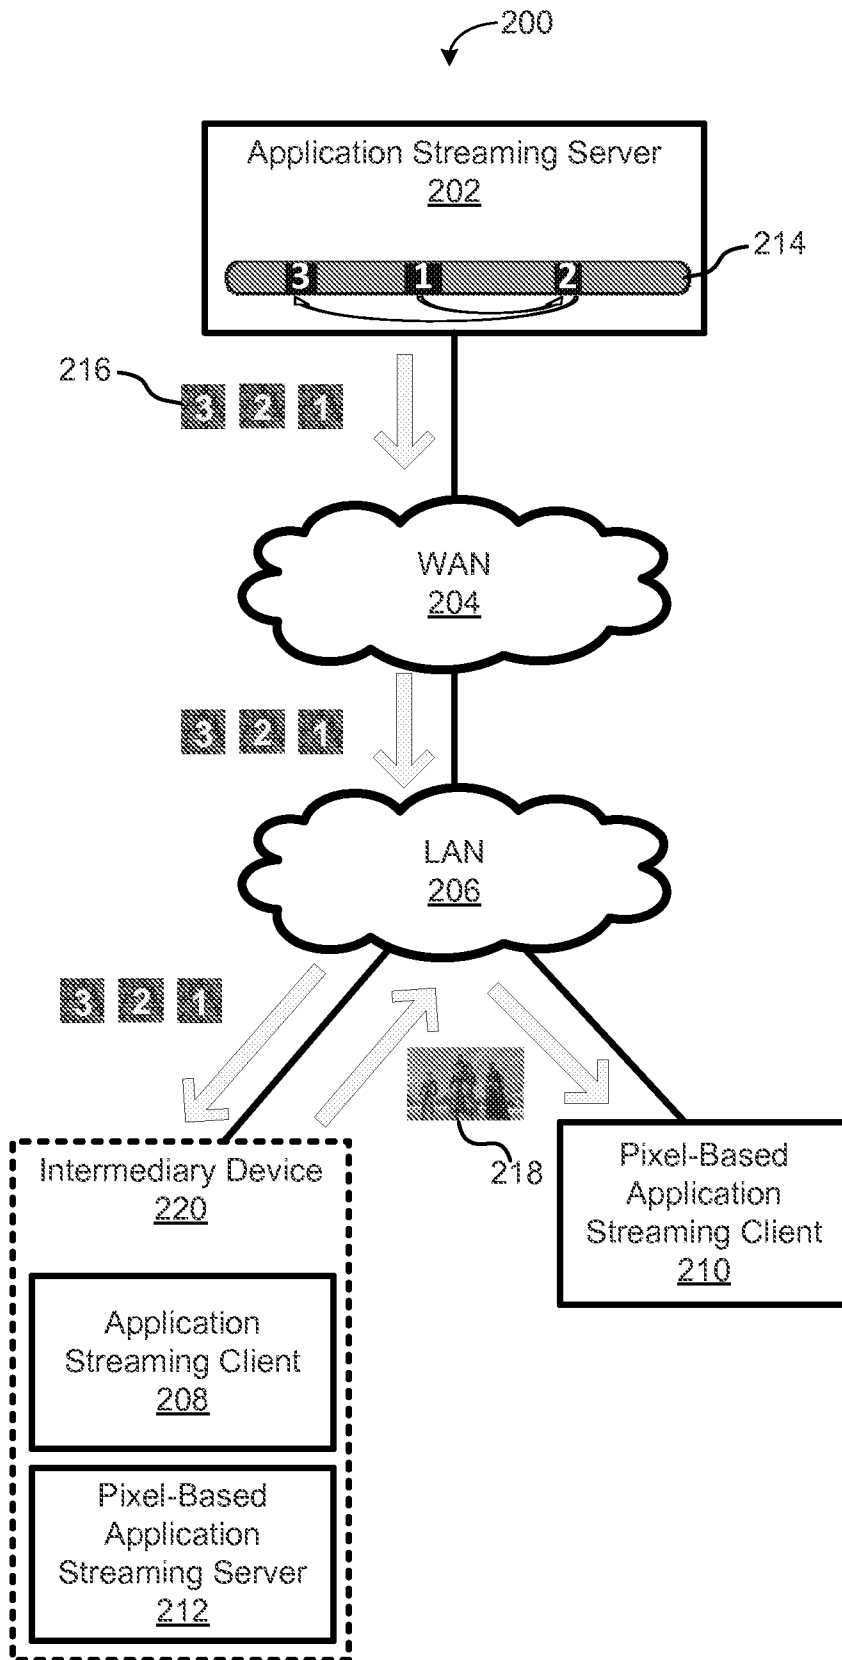 200
Application Streaming Server
202
3 1 2
214
216
3 2 1
WAN
204
3 2 1
LAN
206
3 2 1
218
Intermediary Device
220
Application
Streaming Client
208
Pixel-Based
Application
Streaming Server
212
Pixel-Based
Application
Streaming Client
210